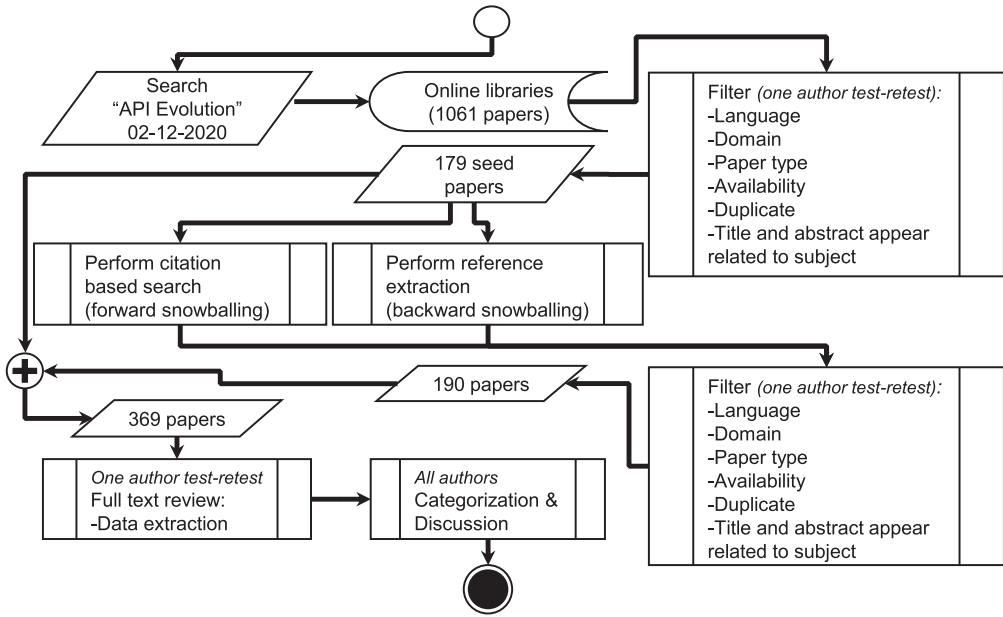 Search
“API Evolution”
02-12-2020
Online libraries
(1061 papers)
Filter (one author test-retest):
-Language
-Domain
-Paper type
-Availability
-Duplicate
-Title and abstract appear
related to subject
179 seed
papers
Perform citation
based search
(forward snowballing)
Perform reference
extraction
(backward snowballing)
Filter (one author test-retest):
-Language
-Domain
-Paper type
-Availability
-Duplicate
-Title and abstract appear
related to subject
190 papers
369 papers
One author test-retest
Full text review:
-Data extraction
All authors
Categorization &
Discussion